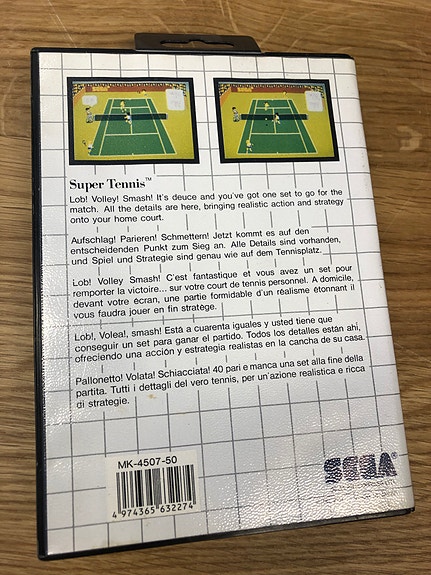 Super Tennis™
Lob! Volley! Smash! It's deuce and you've got one set to go for the
match. All the details are here, bringing realistic action and strategy
onto your home court.
Aufschlag! Parieren! Schmettern! Jetzt kommt es auf den
entscheidenden Punkt zum Sieg an. Alle Details sind vorhanden,
und Spiel und Strategie sind genau wie auf dem Tennisplatz.
Lob! Volley Smash! C'est fantastique et vous avez un set pour
remporter la victoire... sur votre court de tennis personnel. A domicile,
devant votre écran, une partie formidable d'un réalisme étonnant il
vous faudra jouer en fin stratège.
Lob!, Volea!, smash! Está a cuarenta iguales y usted tiene que
conseguir un set para ganar el partido. Todos los detalles están ahí,
ofreciendo una acción y estrategia realistas en la cancha de su casa.
Pallonetto! Volata! Schiacciata! 40 pari e manca una set alla fine della
partita. Tutti i dettagli del vero tennis, per un'azione realistica e ricca
di strategie.
MK-4507-50
4 974365 632274
SEGA